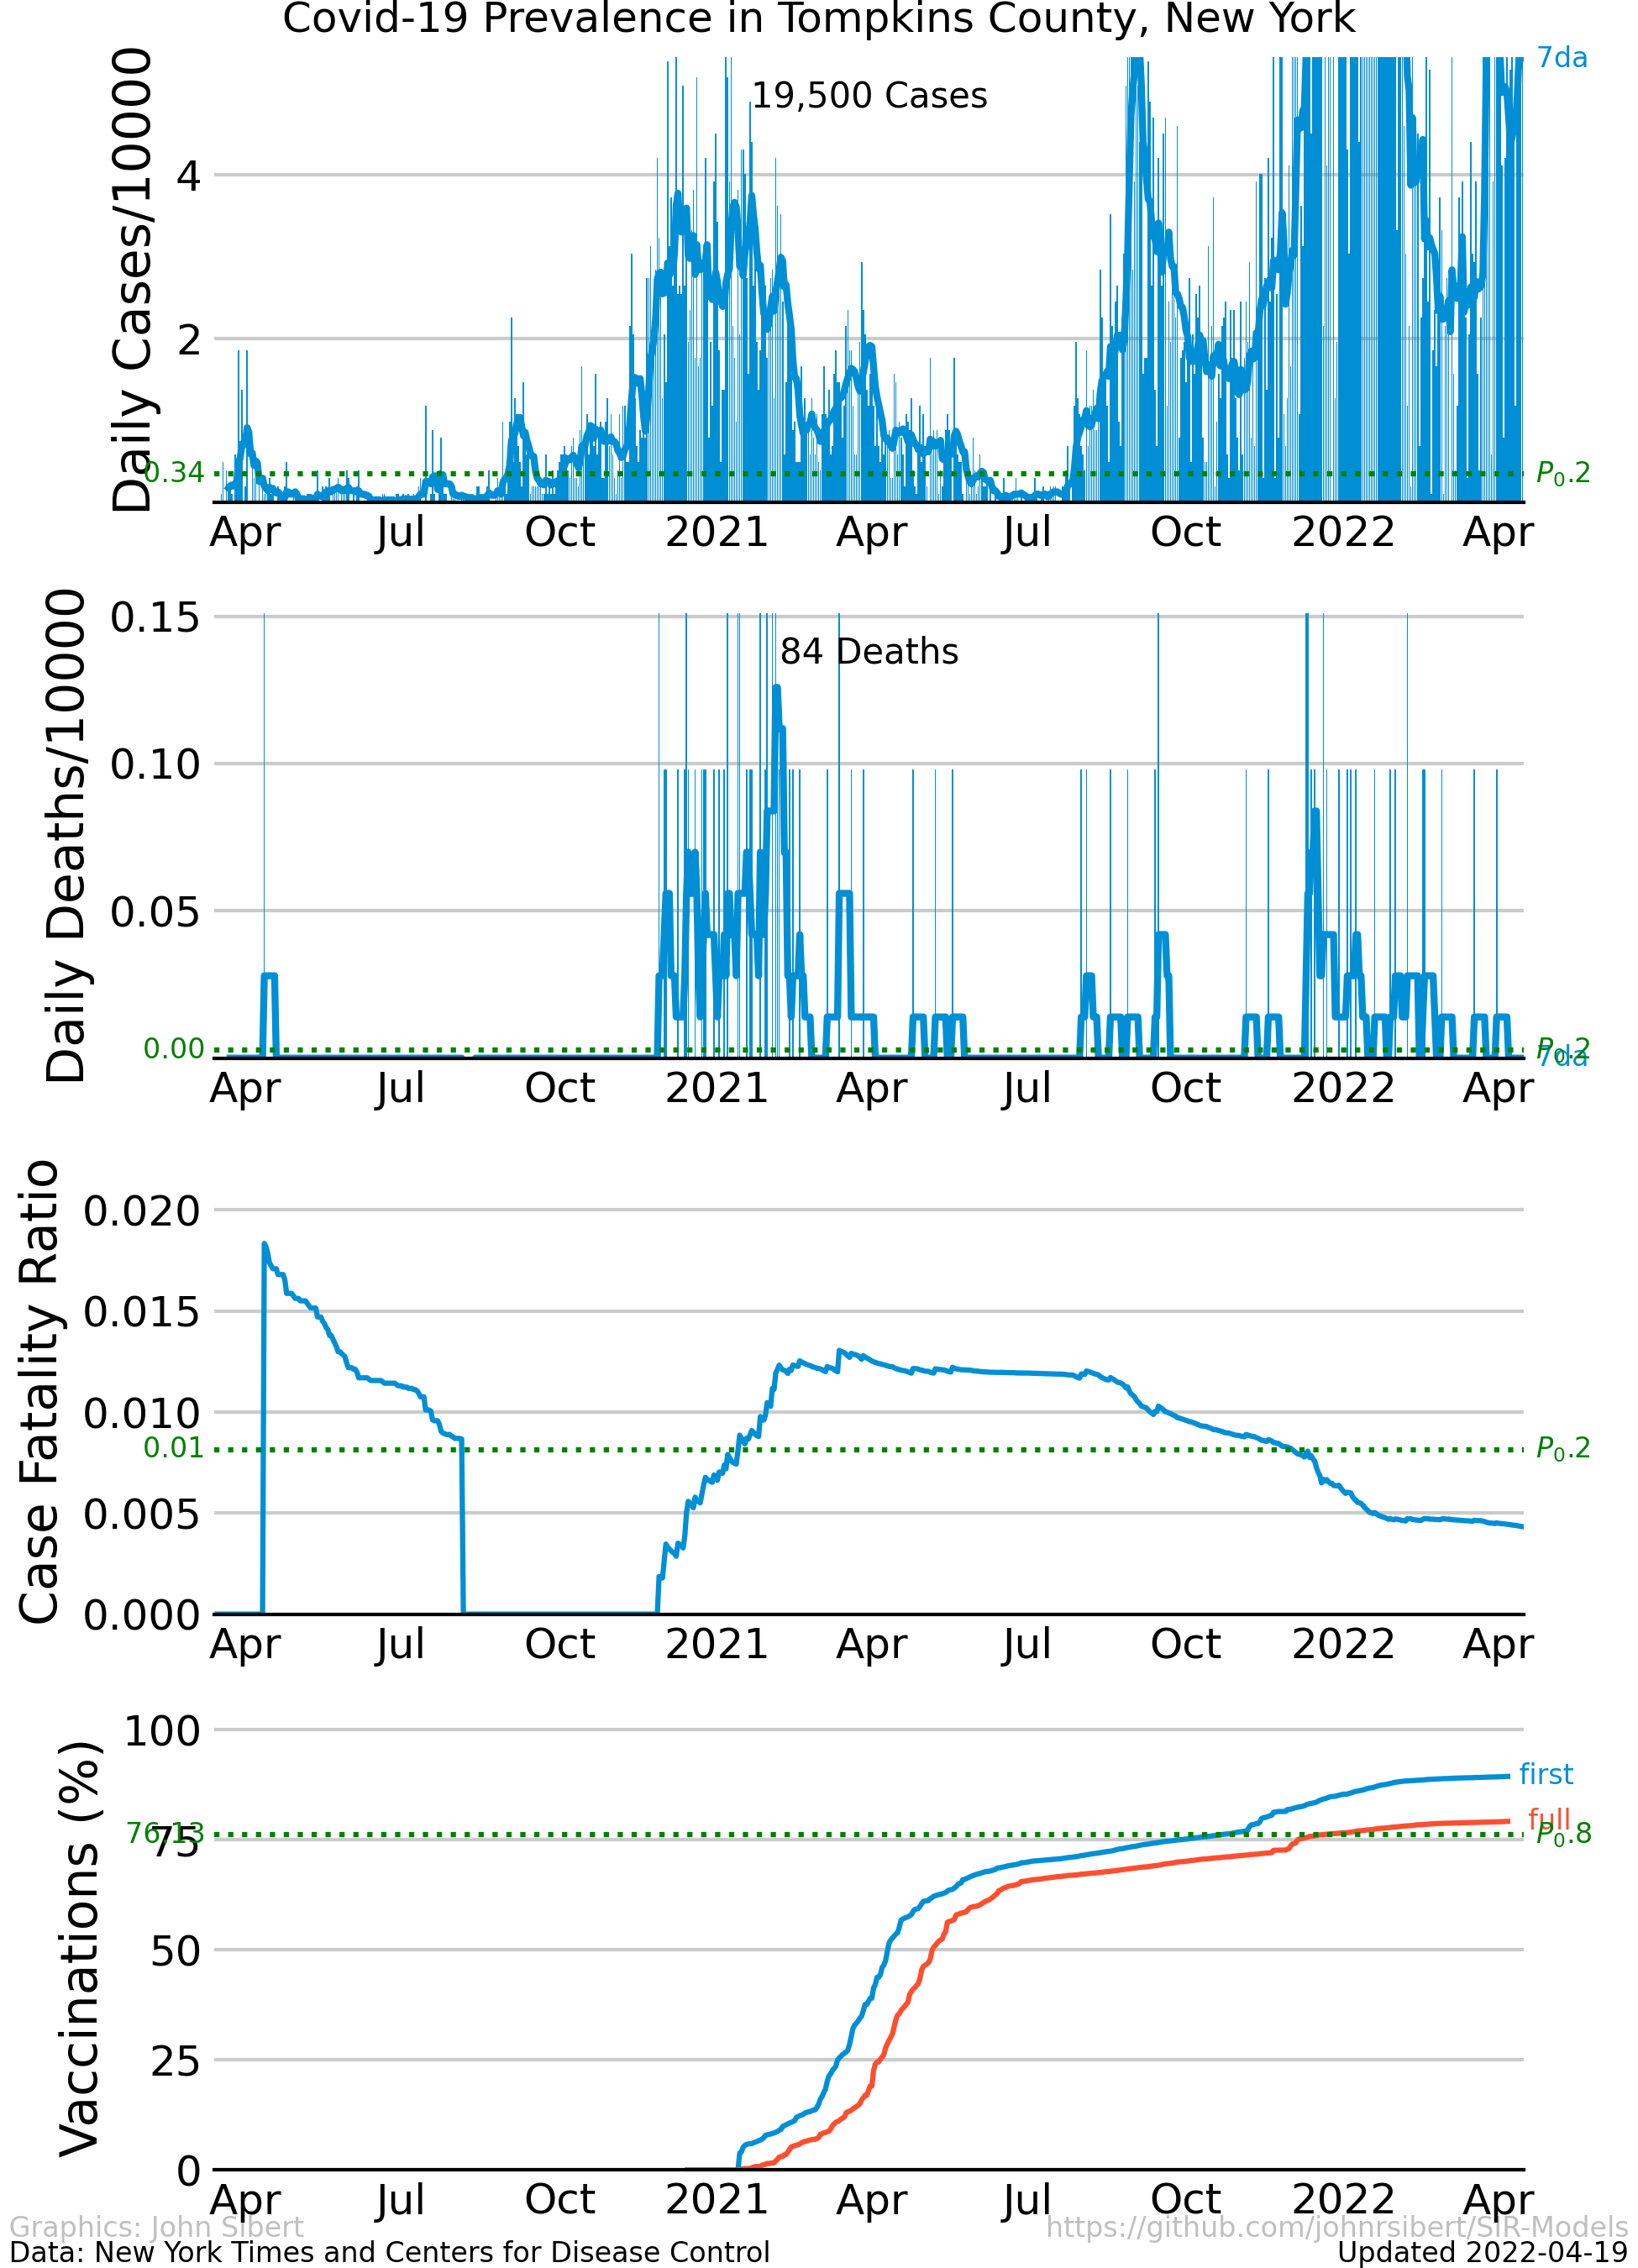 Covid-19 Prevalence in Tompkins County, New York
Daily Cases/10000
4
2
0.34
19,500 Cases
7da
P0.2
Apr Jul Oct 2021 Apr Jul Oct 2022 Apr
Daily Deaths/10000
0.15
0.10
0.05
0.00
84 Deaths
P0.2
7da
Apr Jul Oct 2021 Apr Jul Oct 2022 Apr
Case Fatality Ratio
0.020
0.015
0.010
0.01
0.005
0.000
P0.2
Apr Jul Oct 2021 Apr Jul Oct 2022 Apr
Vaccinations (%)
100
76.13
75
50
25
0
first
full
P0.8
Apr Jul Oct 2021 Apr Jul Oct 2022 Apr
Graphics: John Sibert
https://github.com/johnrsibert/SIR-Models
Data: New York Times and Centers for Disease Control
Updated 2022-04-19